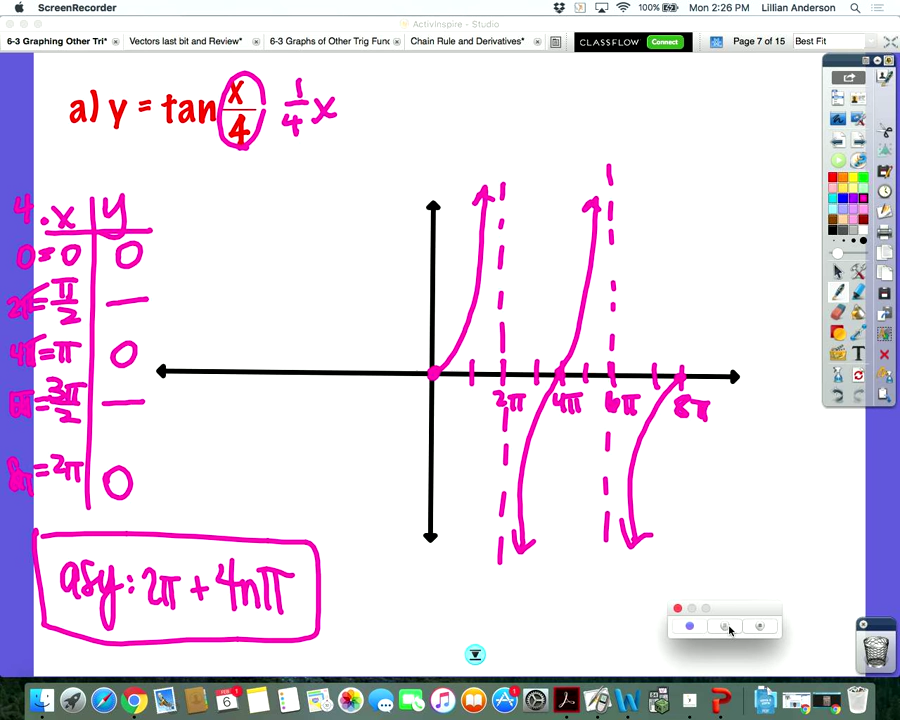 ScreenRecorder
100%
Mon 2:26 PM Lillian Anderson
ActivInspire - Studio
6-3 Graphing Other Tri*
Vectors last bit and Review*
6-3 Graphs of Other Trig Func
Chain Rule and Derivatives*
CLASSFLOW Connect
Page 7 of 15
Best Fit
a) y = tan x/4
1/4 x
4 · x y
0 = 0 0
2π = π/2 —
4π = π 0
= 3π/2 —
8π = 2π 0
2π 4π 6π 8π
asy: 2π + 4nπ
FEB
6